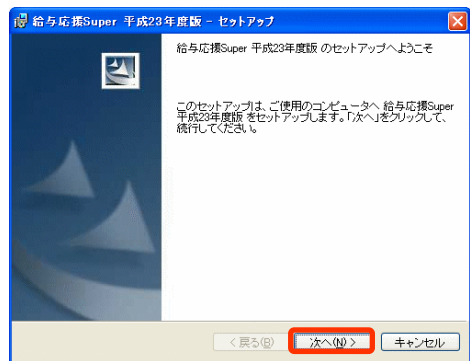 給与応援Super 平成23年度版 - セットアップ
給与応援Super 平成23年度版 のセットアップへようこそ
このセットアップは、ご使用のコンピュータへ 給与応援Super
平成23年度版 をセットアップします。「次へ」をクリックして、
続行してください。
< 戻る(B)
次へ(N) >
キャンセル